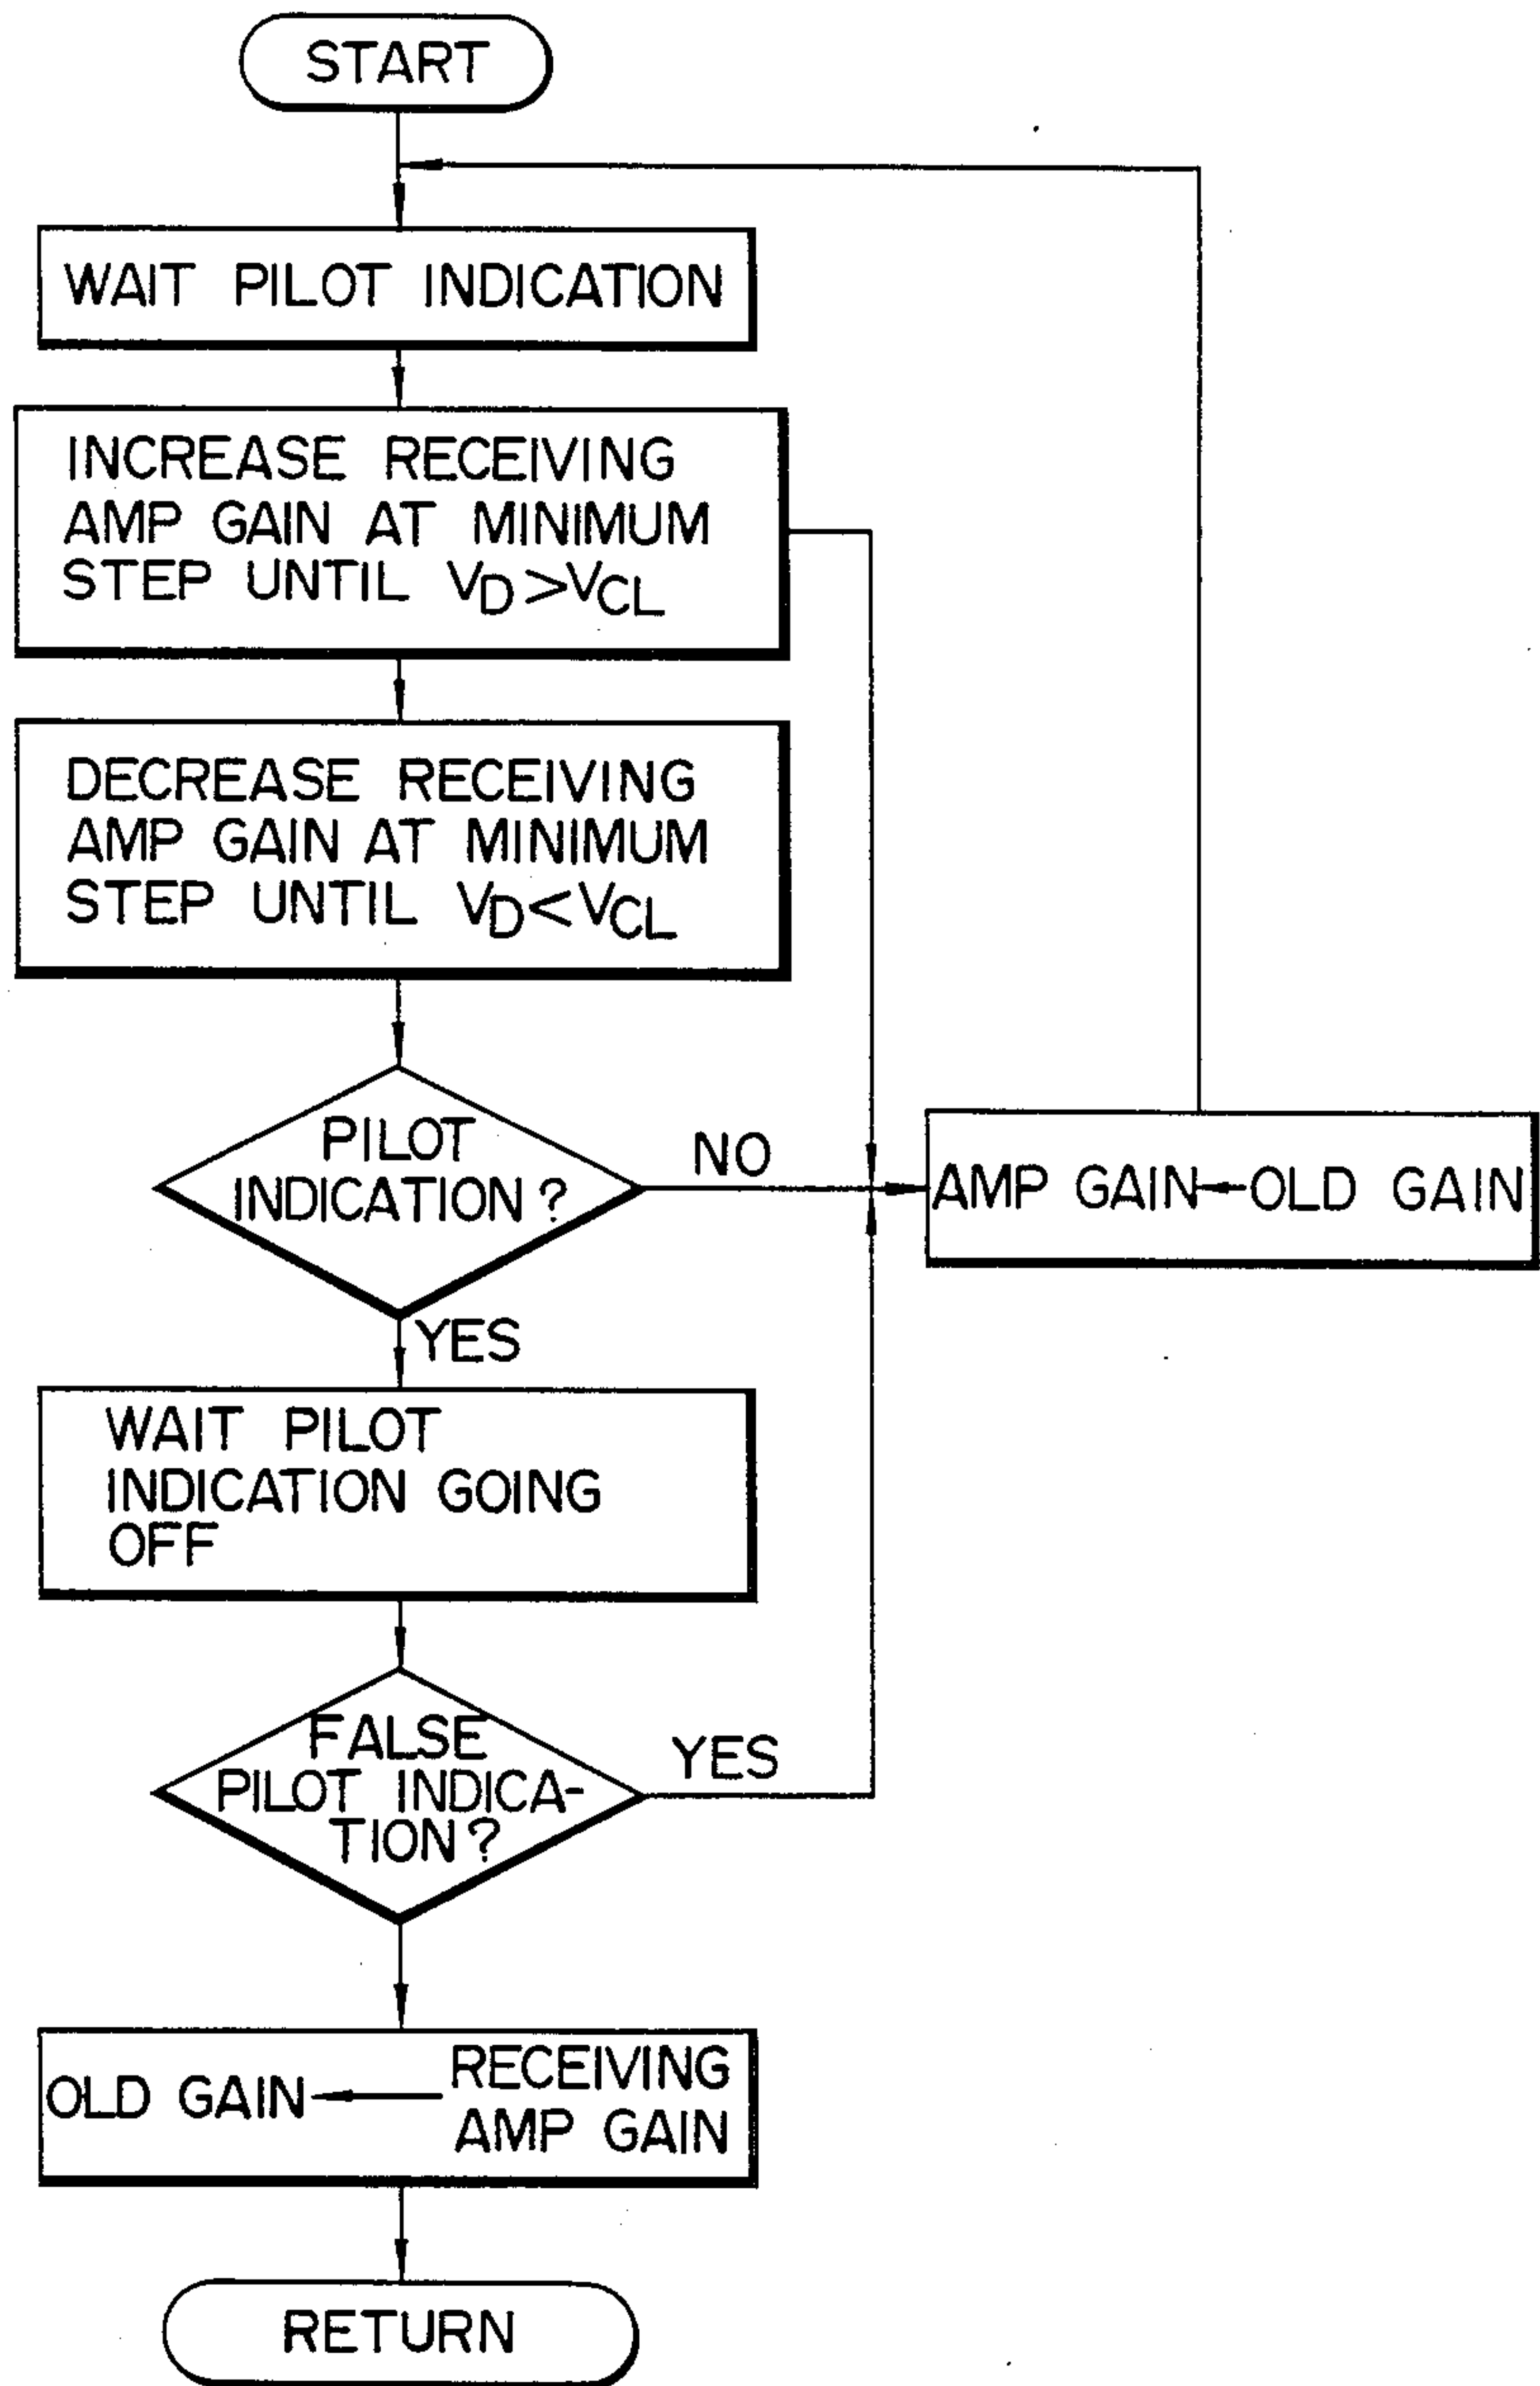 START
WAIT PILOT INDICATION
INCREASE RECEIVING
AMP GAIN AT MINIMUM
STEP UNTIL VD>VCL
DECREASE RECEIVING
AMP GAIN AT MINIMUM
STEP UNTIL VD<VCL
PILOT
INDICATION?
NO
AMP GAIN←OLD GAIN
YES
WAIT PILOT
INDICATION GOING
OFF
FALSE
PILOT INDICA-
TION?
YES
OLD GAIN ← RECEIVING
AMP GAIN
RETURN